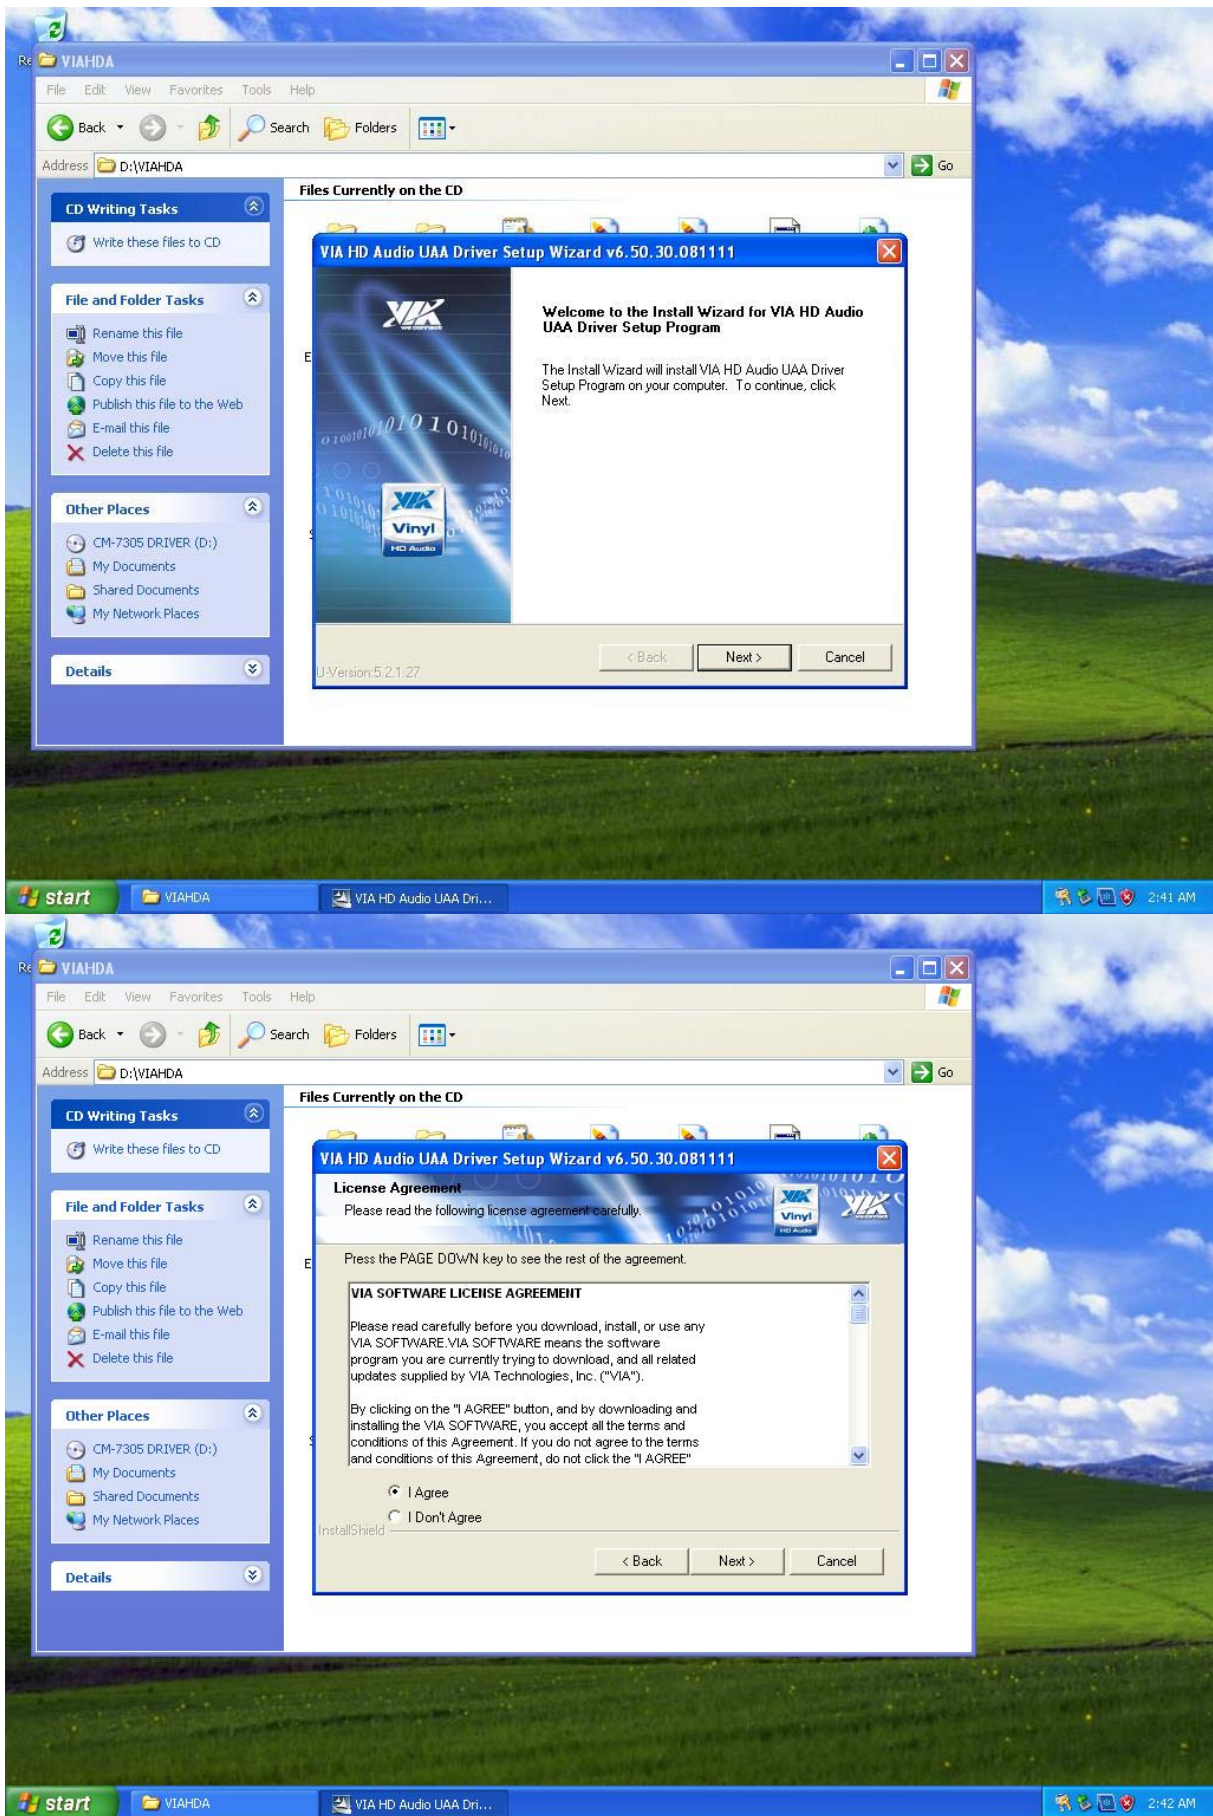 Re
VIAHDA
File Edit View Favorites Tools Help
Back Search Folders
Address D:\VIAHDA Go
CD Writing Tasks
Write these files to CD
File and Folder Tasks
Rename this file
Move this file
Copy this file
Publish this file to the Web
E-mail this file
Delete this file
Other Places
CM-7305 DRIVER (D:)
My Documents
Shared Documents
My Network Places
Details
Files Currently on the CD
E
VIA HD Audio UAA Driver Setup Wizard v6.50.30.081111
VIA
we connect
VIA
Vinyl
HD Audio
Welcome to the Install Wizard for VIA HD Audio
UAA Driver Setup Program
The Install Wizard will install VIA HD Audio UAA Driver
Setup Program on your computer. To continue, click
Next.
U-Version:5.2.1.27
< Back Next > Cancel
start VIAHDA VIA HD Audio UAA Dri... 2:41 AM
Re
VIAHDA
File Edit View Favorites Tools Help
Back Search Folders
Address D:\VIAHDA Go
CD Writing Tasks
Write these files to CD
File and Folder Tasks
Rename this file
Move this file
Copy this file
Publish this file to the Web
E-mail this file
Delete this file
Other Places
CM-7305 DRIVER (D:)
My Documents
Shared Documents
My Network Places
Details
Files Currently on the CD
E
VIA HD Audio UAA Driver Setup Wizard v6.50.30.081111
License Agreement
Please read the following license agreement carefully.
VIA
Vinyl
HD Audio
VIA
Press the PAGE DOWN key to see the rest of the agreement.
VIA SOFTWARE LICENSE AGREEMENT
Please read carefully before you download, install, or use any
VIA SOFTWARE.VIA SOFTWARE means the software
program you are currently trying to download, and all related
updates supplied by VIA Technologies, Inc. ("VIA").
By clicking on the "I AGREE" button, and by downloading and
installing the VIA SOFTWARE, you accept all the terms and
conditions of this Agreement. If you do not agree to the terms
and conditions of this Agreement, do not click the "I AGREE"
I Agree
I Don't Agree
InstallShield
< Back Next > Cancel
start VIAHDA VIA HD Audio UAA Dri... 2:42 AM